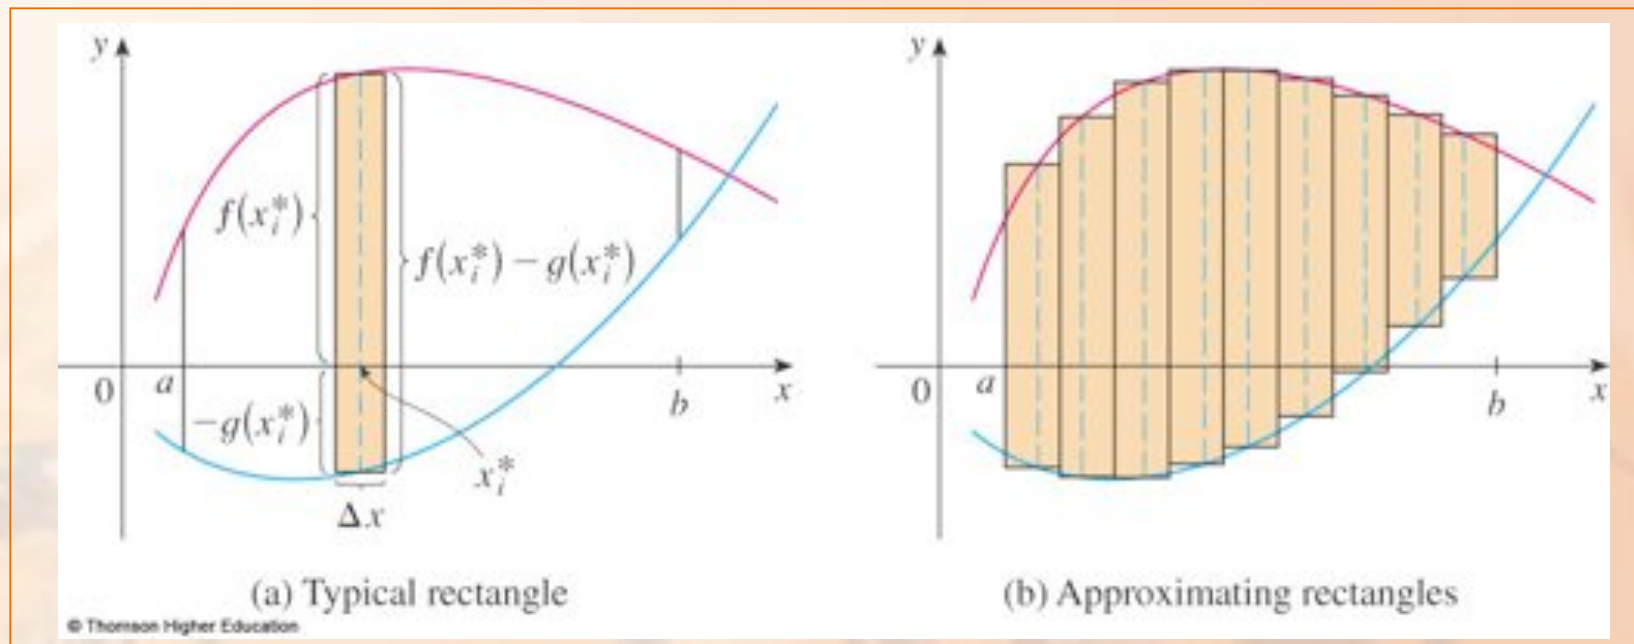 y
f(x_i^*)
f(x_i^*) − g(x_i^*)
0
a
b
x
−g(x_i^*)
x_i^*
Δx
(a) Typical rectangle
© Thomson Higher Education
y
0
a
b
x
(b) Approximating rectangles